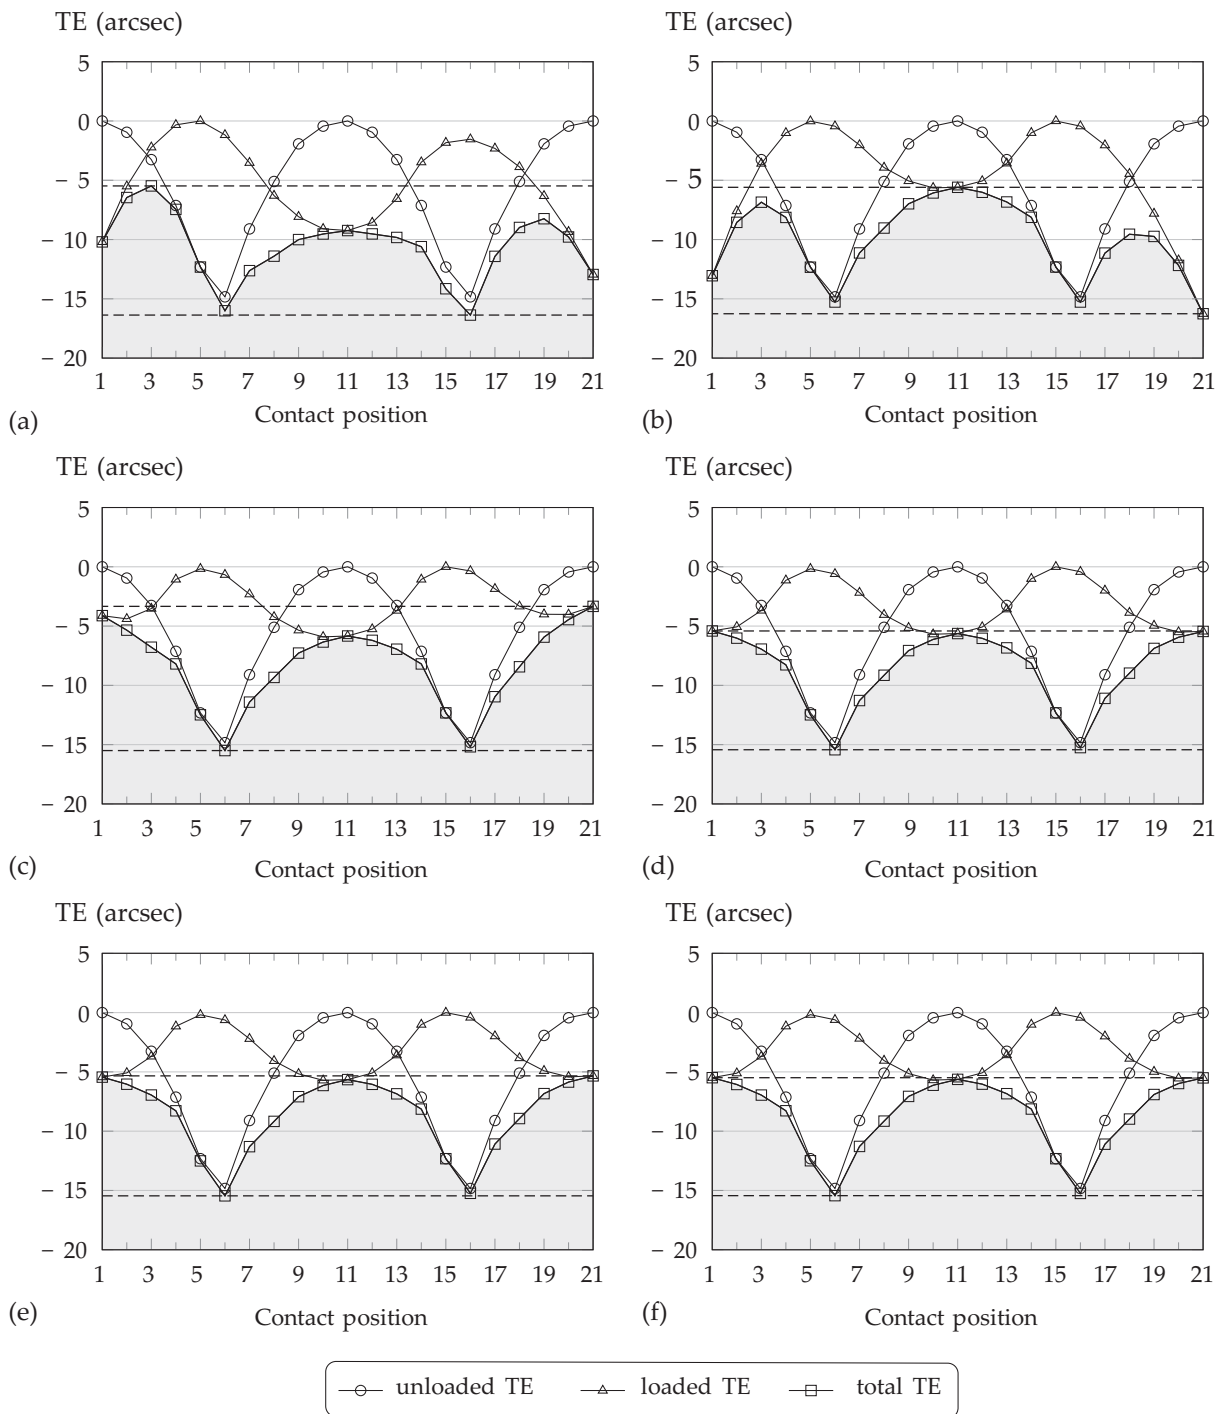 TE (arcsec)
5
0
− 5
− 10
− 15
− 20
1 3 5 7 9 11 13 15 17 19 21
Contact position
(a)
TE (arcsec)
5
0
− 5
− 10
− 15
− 20
1 3 5 7 9 11 13 15 17 19 21
Contact position
(b)
TE (arcsec)
5
0
− 5
− 10
− 15
− 20
1 3 5 7 9 11 13 15 17 19 21
Contact position
(c)
TE (arcsec)
5
0
− 5
− 10
− 15
− 20
1 3 5 7 9 11 13 15 17 19 21
Contact position
(d)
TE (arcsec)
5
0
− 5
− 10
− 15
− 20
1 3 5 7 9 11 13 15 17 19 21
Contact position
(e)
TE (arcsec)
5
0
− 5
− 10
− 15
− 20
1 3 5 7 9 11 13 15 17 19 21
Contact position
(f)
unloaded TE loaded TE total TE